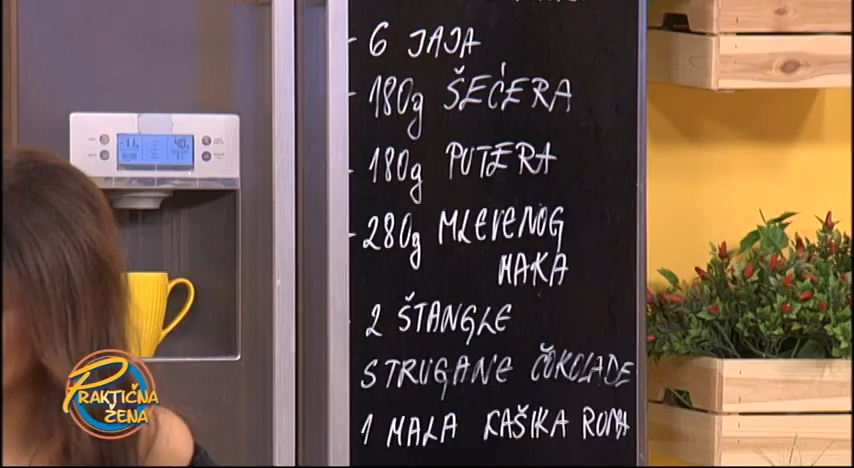 - 6 JAJA
- 180g ŠEĆERA
- 180g PUTERA
- 280g MLEVENOG
MAKA
2 ŠTANGLE
STRUGANE ČOKOLADE
1 MALA KAŠIKA RUMA
PRAKTIČNA
ŽENA